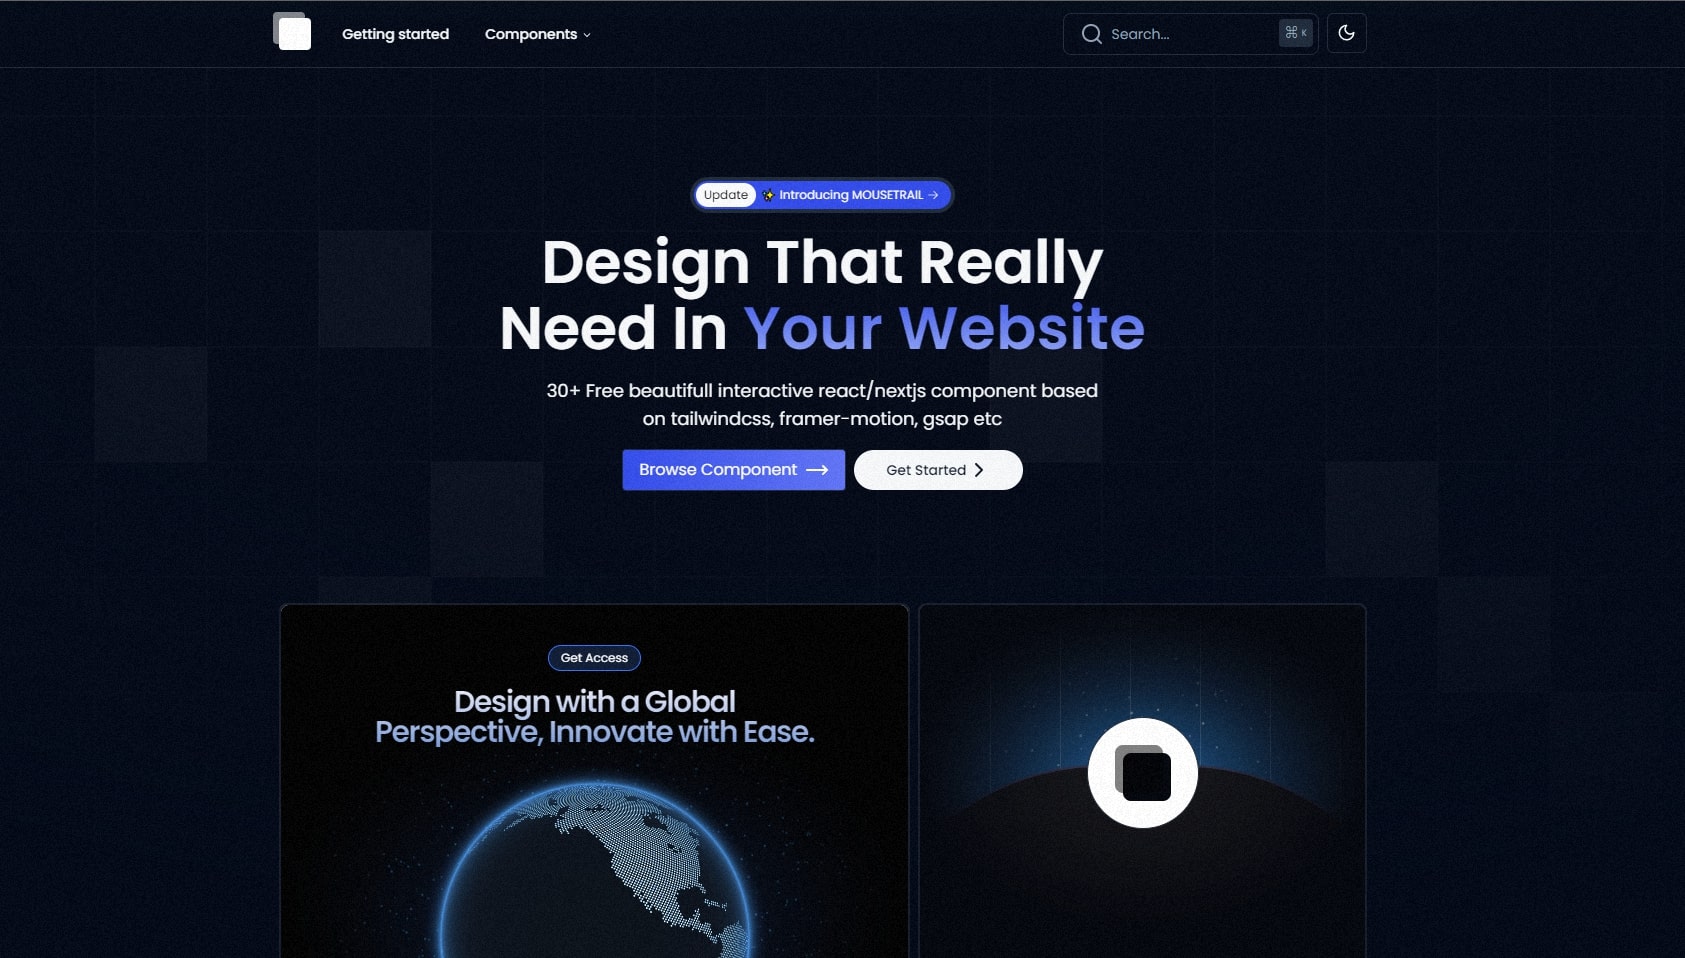 Getting started
Components
Search...
⌘ K
Update
✨ Introducing MOUSETRAIL →
Design That Really
Need In Your Website
30+ Free beautifull interactive react/nextjs component based
on tailwindcss, framer-motion, gsap etc
Browse Component
Get Started
Get Access
Design with a Global
Perspective, Innovate with Ease.